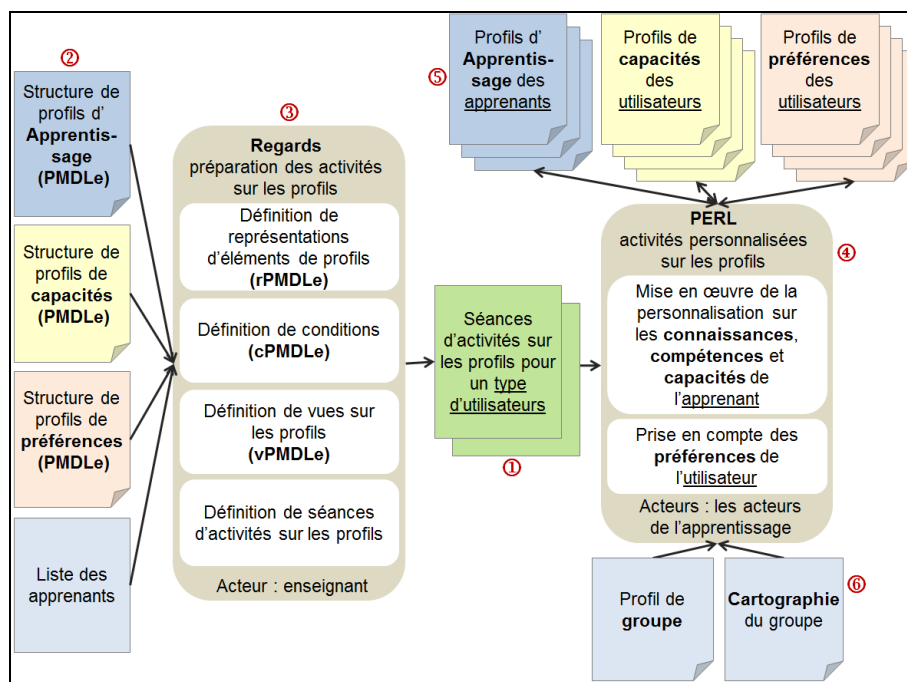 ②
Structure de
profils d'
Apprentis-
sage
(PMDLe)
Structure de
profils de
capacités
(PMDLe)
Structure de
profils de
préférences
(PMDLe)
Liste des
apprenants
③
Regards
préparation des activités
sur les profils
Définition de
représentations
d'éléments de profils
(rPMDLe)
Définition de conditions
(cPMDLe)
Définition de vues sur
les profils
(vPMDLe)
Définition de séances
d'activités sur les profils
Acteur : enseignant
Séances
d'activités sur
les profils pour
un type
d'utilisateurs
①
⑤
Profils d'
Apprentis-
sage des
apprenants
Profils de
capacités
des
utilisateurs
Profils de
préférences
des
utilisateurs
PERL
activités personnalisées
sur les profils
④
Mise en œuvre de la
personnalisation sur
les connaissances,
compétences et
capacités de
l'apprenant
Prise en compte des
préférences de
l'utilisateur
Acteurs : les acteurs
de l'apprentissage
Profil de
groupe
Cartographie
du groupe
⑥